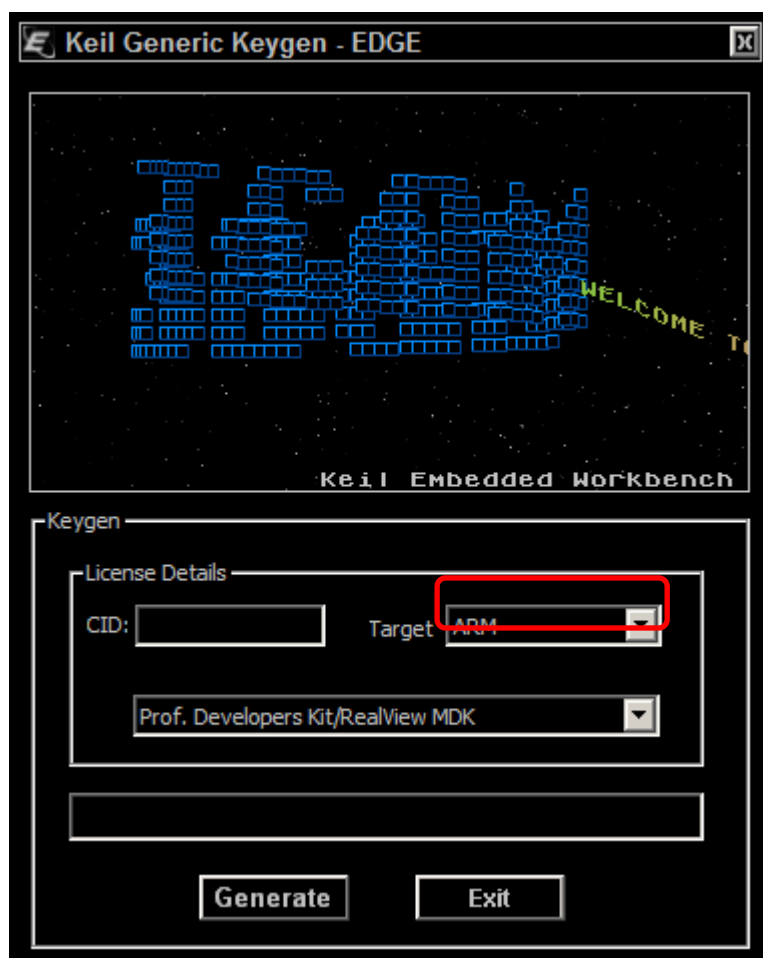 Keil Generic Keygen - EDGE
WELCOME TO
Keil Embedded Workbench
Keygen
License Details
CID:
Target ARM
Prof. Developers Kit/RealView MDK
Generate Exit